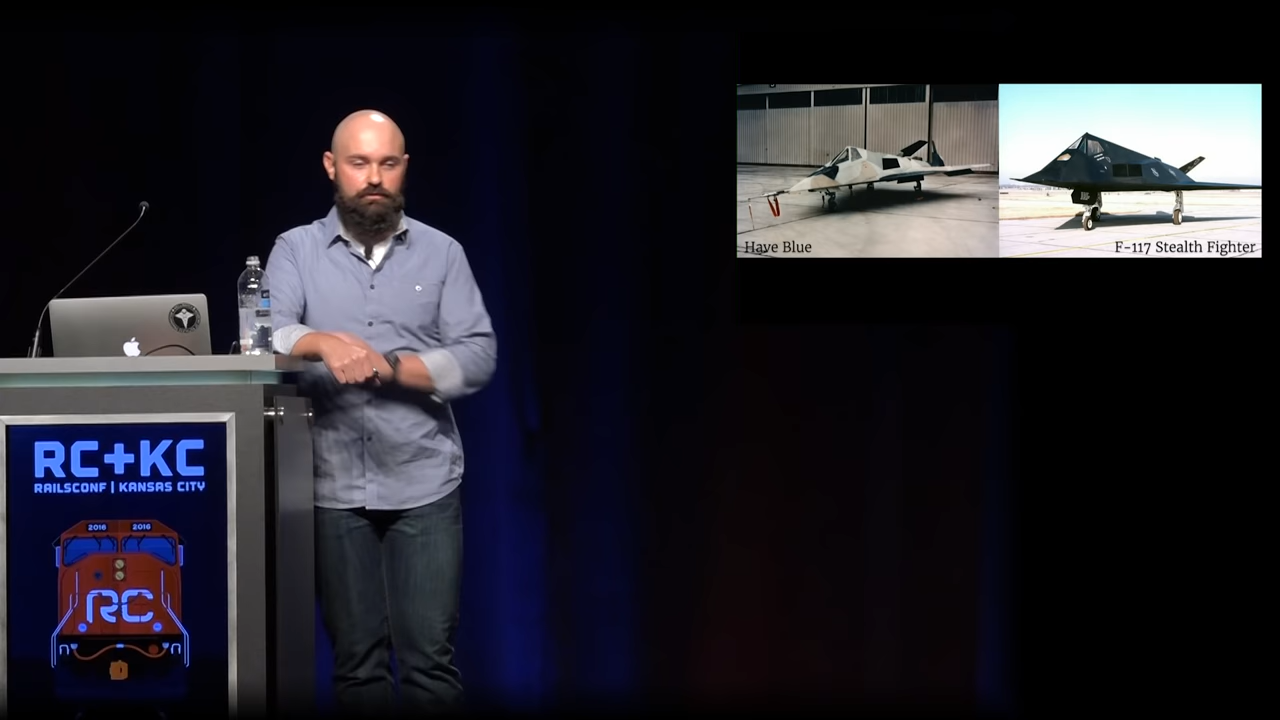 Have Blue
F-117 Stealth Fighter
RC+KC
RAILSCONF | KANSAS CITY
2016 2016
RC